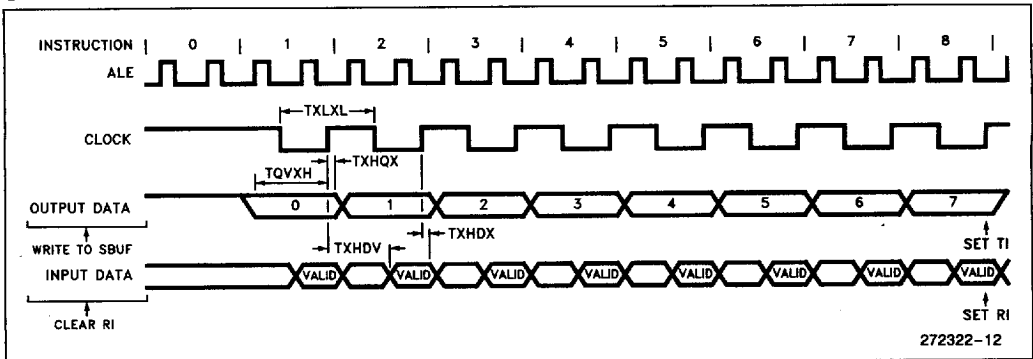 INSTRUCTION | 0 | 1 | 2 | 3 | 4 | 5 | 6 | 7 | 8 |
ALE
TXLXL
CLOCK
TQVXH
TXHQX
OUTPUT DATA 0 1 2 3 4 5 6 7
WRITE TO SBUF
TXHDV
TXHDX
SET TI
INPUT DATA VALID VALID VALID VALID VALID VALID VALID VALID
CLEAR RI
SET RI
272322-12